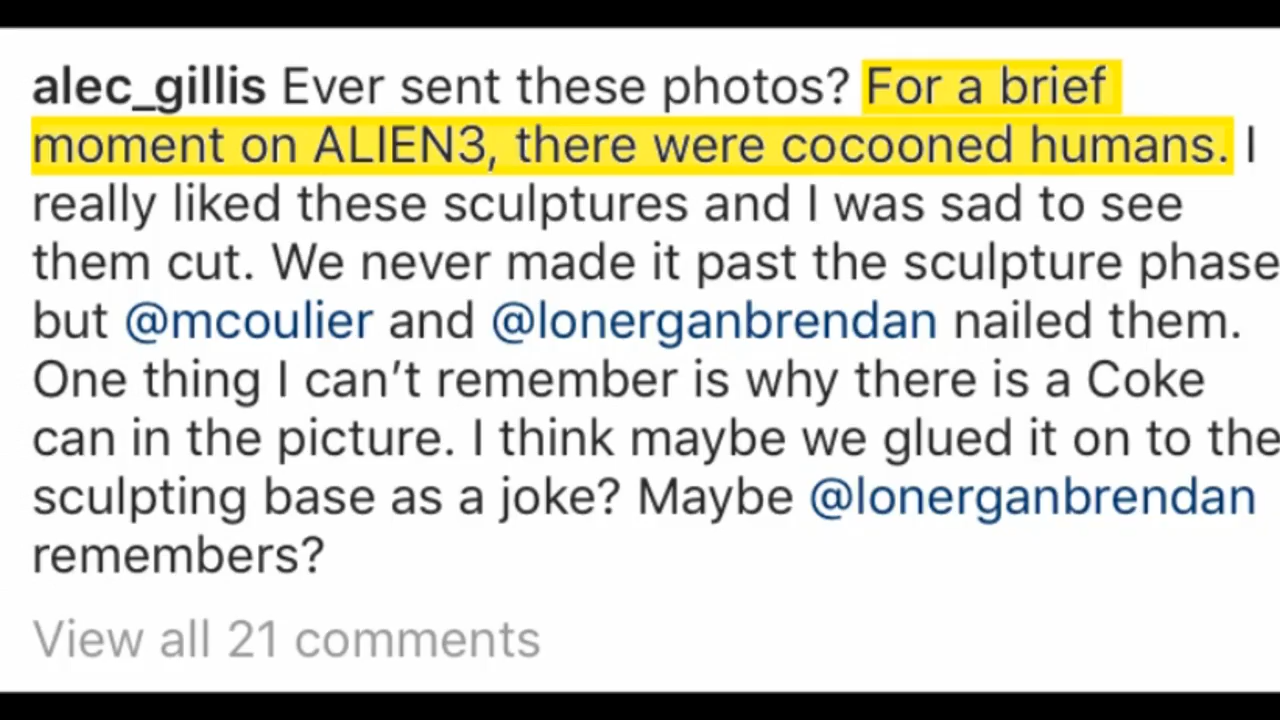 alec_gillis Ever sent these photos? For a brief
moment on ALIEN3, there were cocooned humans. I
really liked these sculptures and I was sad to see
them cut. We never made it past the sculpture phase
but @mcoulier and @lonerganbrendan nailed them.
One thing I can’t remember is why there is a Coke
can in the picture. I think maybe we glued it on to the
sculpting base as a joke? Maybe @lonerganbrendan
remembers?
View all 21 comments